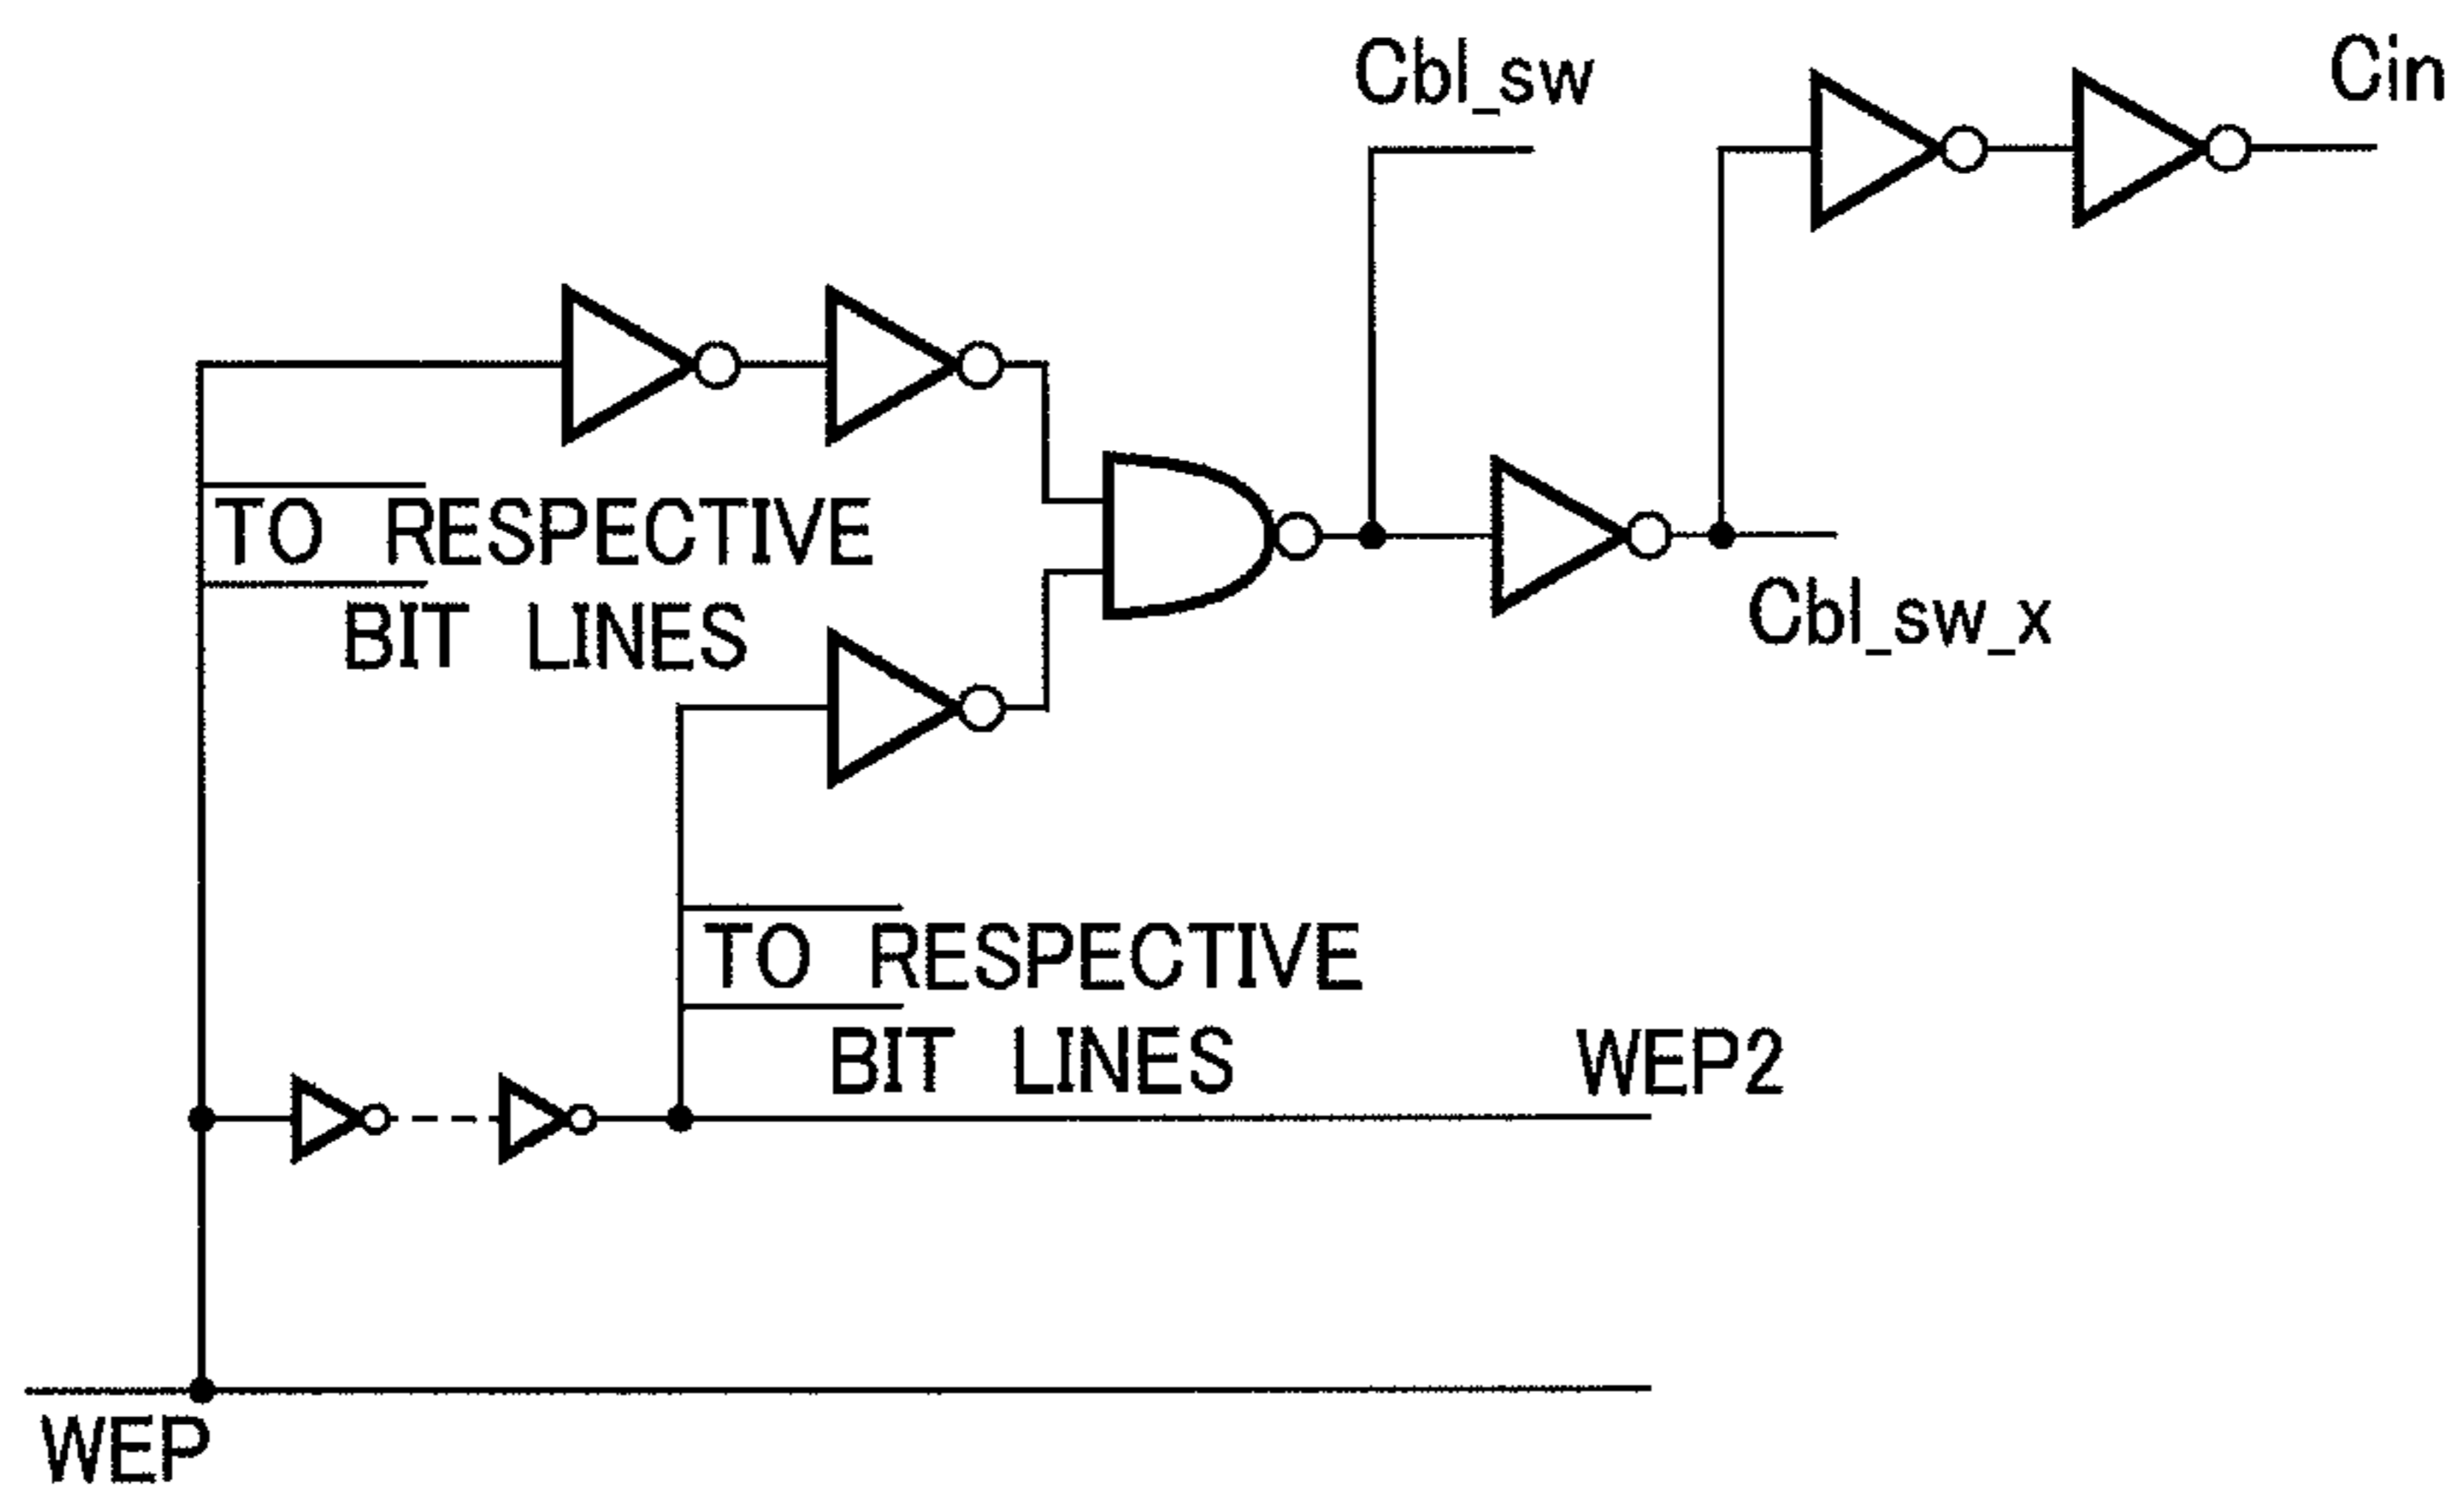 Cbl_sw
Cin
TO RESPECTIVE
BIT LINES
Cbl_sw_x
TO RESPECTIVE
BIT LINES
WEP2
WEP